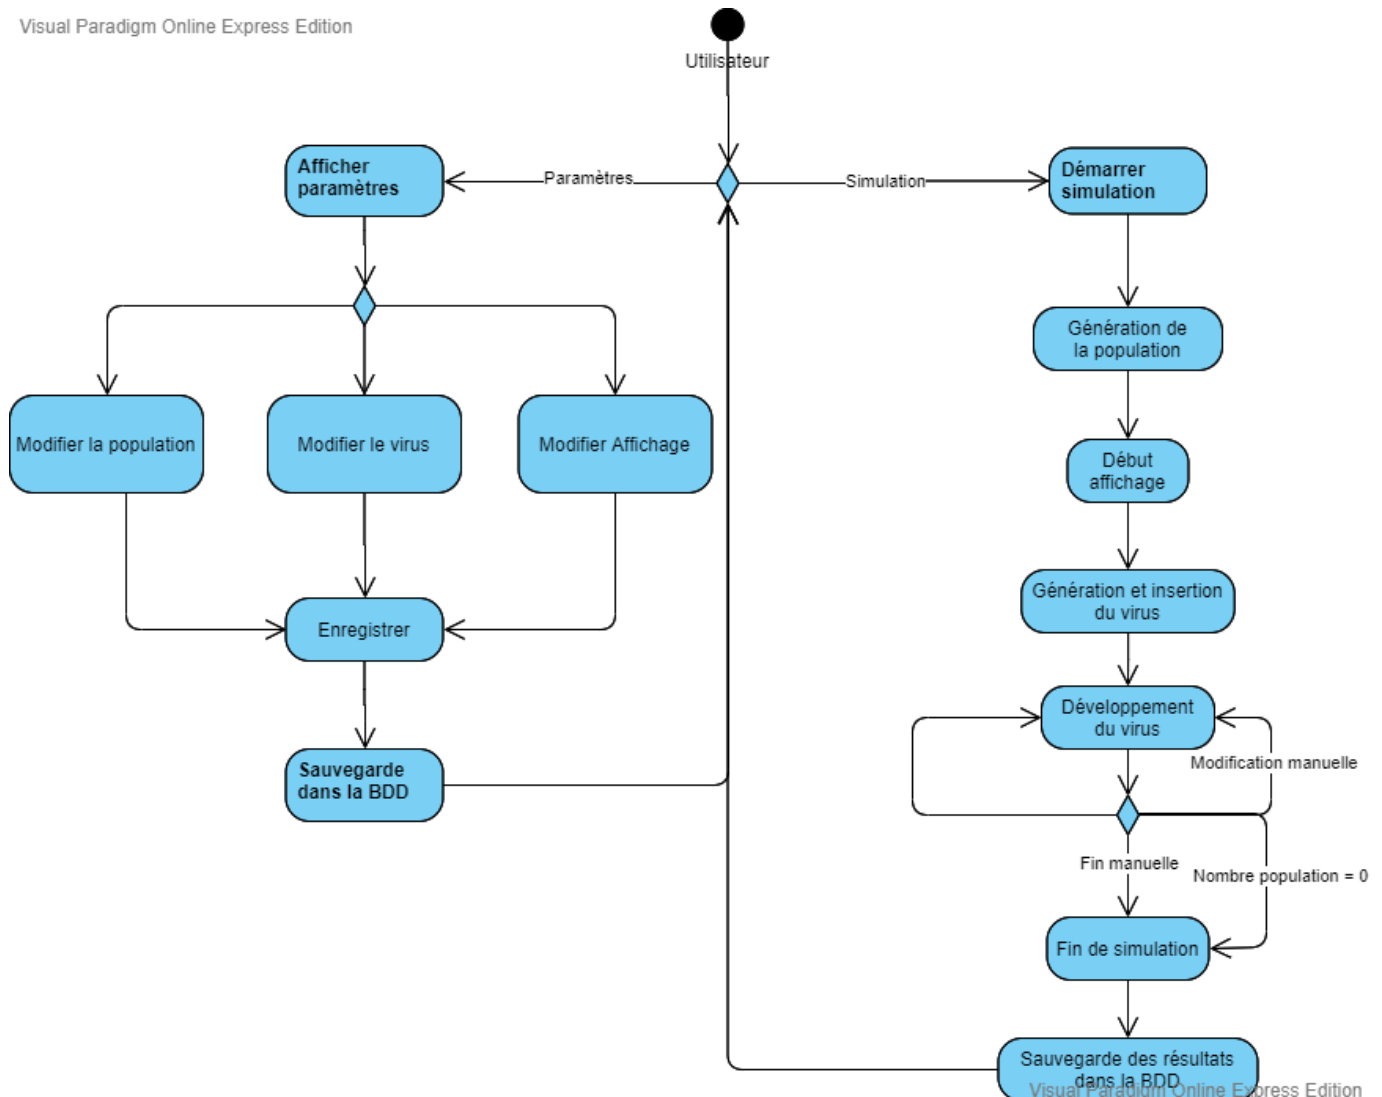 Visual Paradigm Online Express Edition
Utilisateur
Afficher
paramètres
Paramètres
Simulation
Démarrer
simulation
Génération de
la population
Modifier la population
Modifier le virus
Modifier Affichage
Début
affichage
Génération et insertion
du virus
Enregistrer
Développement
du virus
Modification manuelle
Sauvegarde
dans la BDD
Fin manuelle
Nombre population = 0
Fin de simulation
Sauvegarde des résultats
dans la BDD
Visual Paradigm Online Express Edition